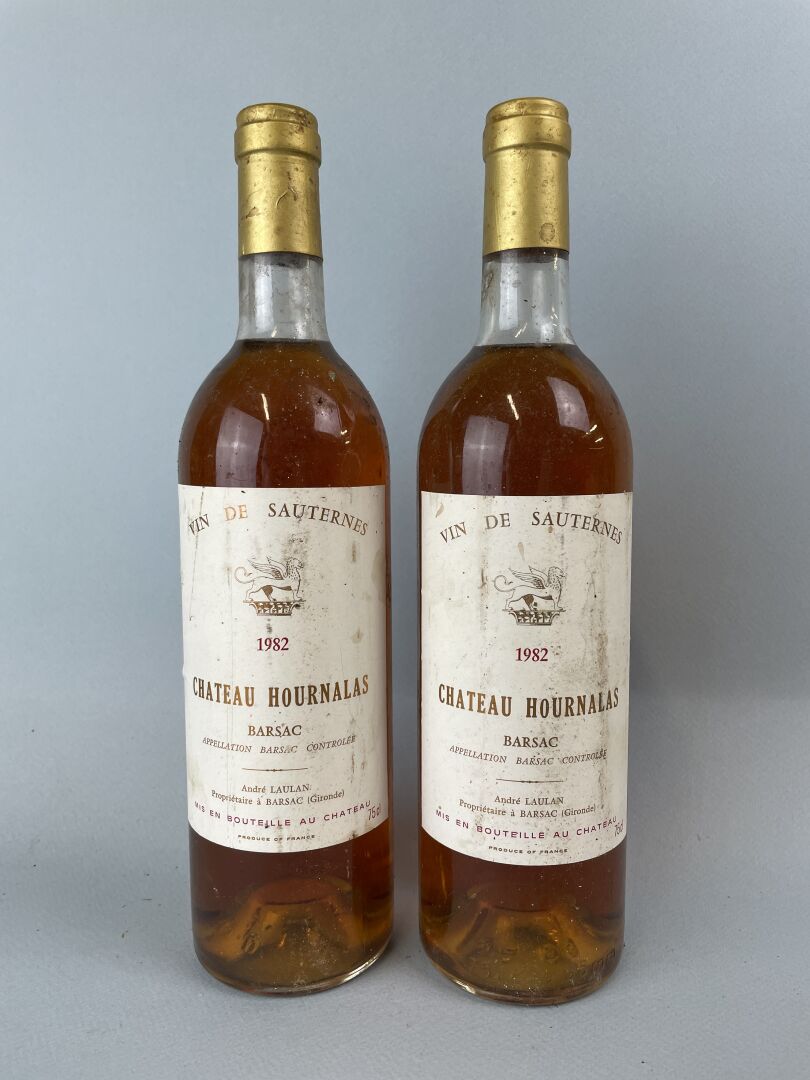 VIN DE SAUTERNES
1982
CHATEAU HOURNALAS
BARSAC
APPELLATION BARSAC CONTROLÉE
André LAULAN
Propriétaire à BARSAC (Gironde)
MIS EN BOUTEILLE AU CHATEAU
75cl
PRODUCE OF FRANCE
VIN DE SAUTERNES
1982
CHATEAU HOURNALAS
BARSAC
APPELLATION BARSAC CONTROLÉE
André LAULAN
Propriétaire à BARSAC (Gironde)
MIS EN BOUTEILLE AU CHATEAU
75cl
PRODUCE OF FRANCE